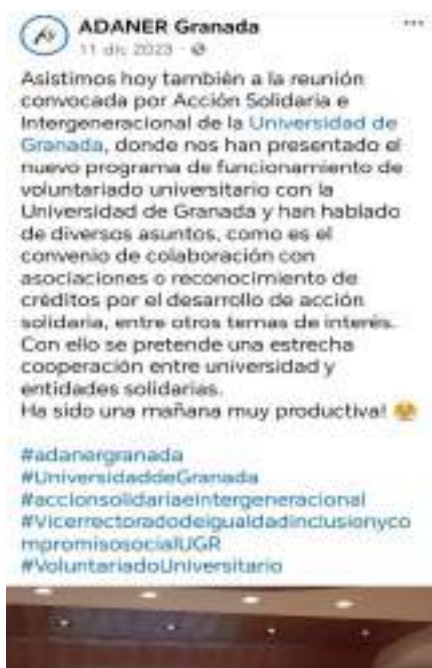 ADANER Granada
11 dic 2023
Asistimos hoy también a la reunión
convocada por Acción Solidaria e
Intergeneracional de la Universidad de
Granada, donde nos han presentado el
nuevo programa de funcionamiento de
voluntariado universitario con la
Universidad de Granada y han hablado
de diversos asuntos, como es el
convenio de colaboración con
asociaciones o reconocimiento de
créditos por el desarrollo de acción
solidaria, entre otros temas de interés.
Con ello se pretende una estrecha
cooperación entre universidad y
entidades solidarias.
Ha sido una mañana muy productiva!
#adanergranada
#UniversidaddeGranada
#accionsolidariaeintergeneracional
#Vicerrectoradodeigualdadinclusionyco
mpromisosocialUGR
#VoluntariadoUniversitario